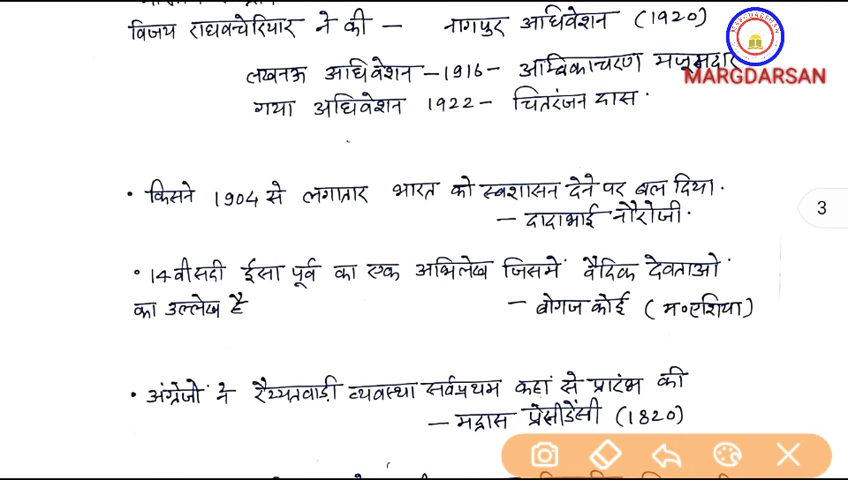 विजय राघवचेरियार ने की - नागपुर अधिवेशन (1920)
लखनऊ अधिवेशन - 1916 - अम्बिकाचरण मजूमदार
MARGDARSAN
गया अधिवेशन 1922 - चितरंजन दास.
• किसने 1904 से लगातार भारत को स्वशासन देने पर बल दिया.
3
- दादाभाई नौरोजी.
• 14वीसदी ईसा पूर्व का एक अभिलेख जिसमें वैदिक देवताओं
का उल्लेख है - बोगज कोई (म॰एशिया)
• अंग्रेजों ने रैय्यतवाड़ी व्यवस्था सर्वप्रथम कहां से प्रारंभ की
- मद्रास प्रेसीडेंसी (1820)